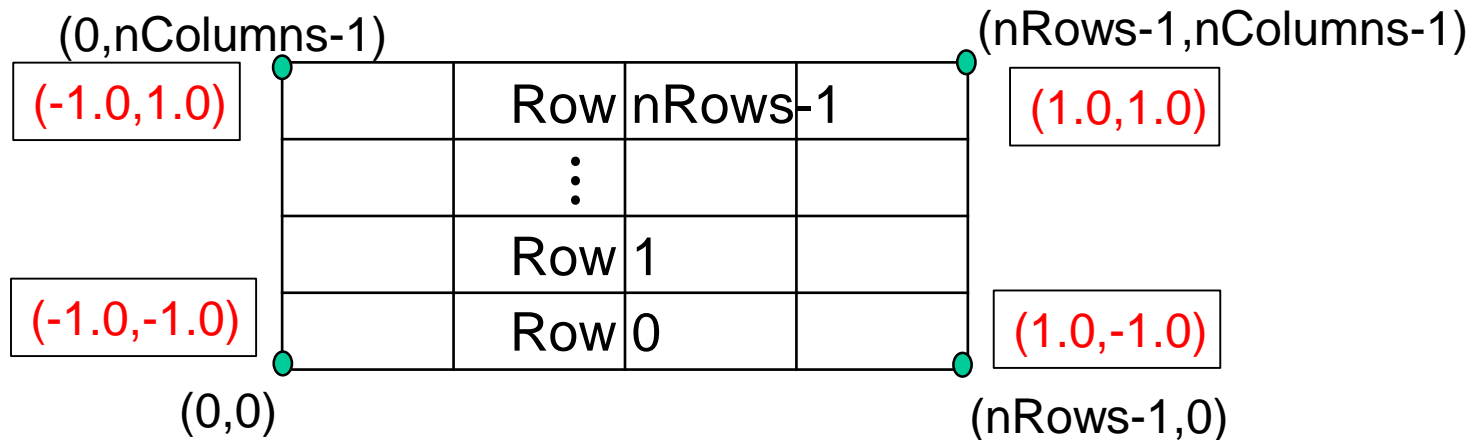 (0,nColumns-1)
(nRows-1,nColumns-1)
(-1.0,1.0)
Row nRows-1
(1.0,1.0)
⋮
Row 1
(-1.0,-1.0)
Row 0
(1.0,-1.0)
(0,0)
(nRows-1,0)